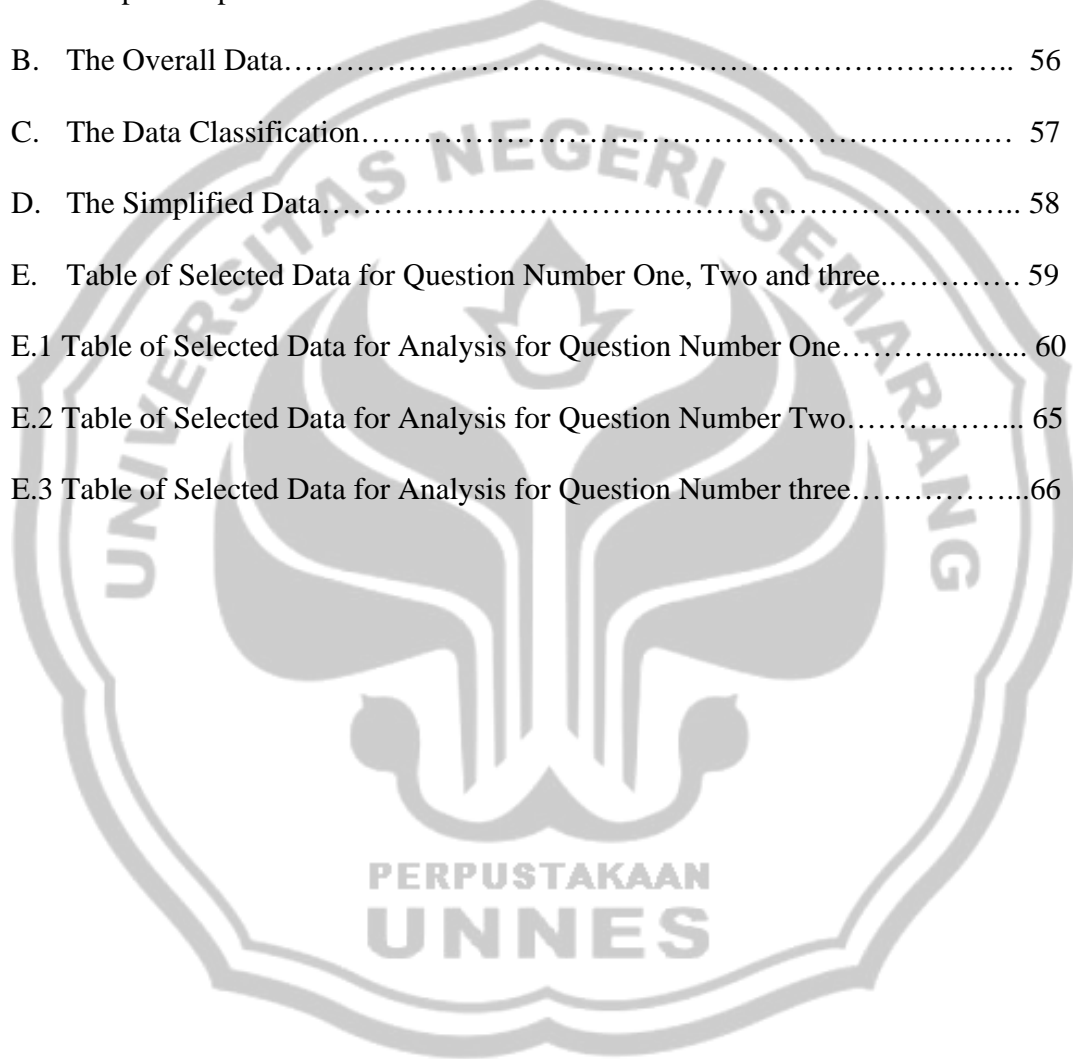 B. The Overall Data……………………………………………………………….. 56
C. The Data Classification………………………………………………………… 57
D. The Simplified Data…………………………………………………………….. 58
E. Table of Selected Data for Question Number One, Two and three.…………. 59
E.1 Table of Selected Data for Analysis for Question Number One………............ 60
E.2 Table of Selected Data for Analysis for Question Number Two……………... 65
E.3 Table of Selected Data for Analysis for Question Number three……………...66
UNIVERSITAS NEGERI SEMARANG
PERPUSTAKAAN
UNNES